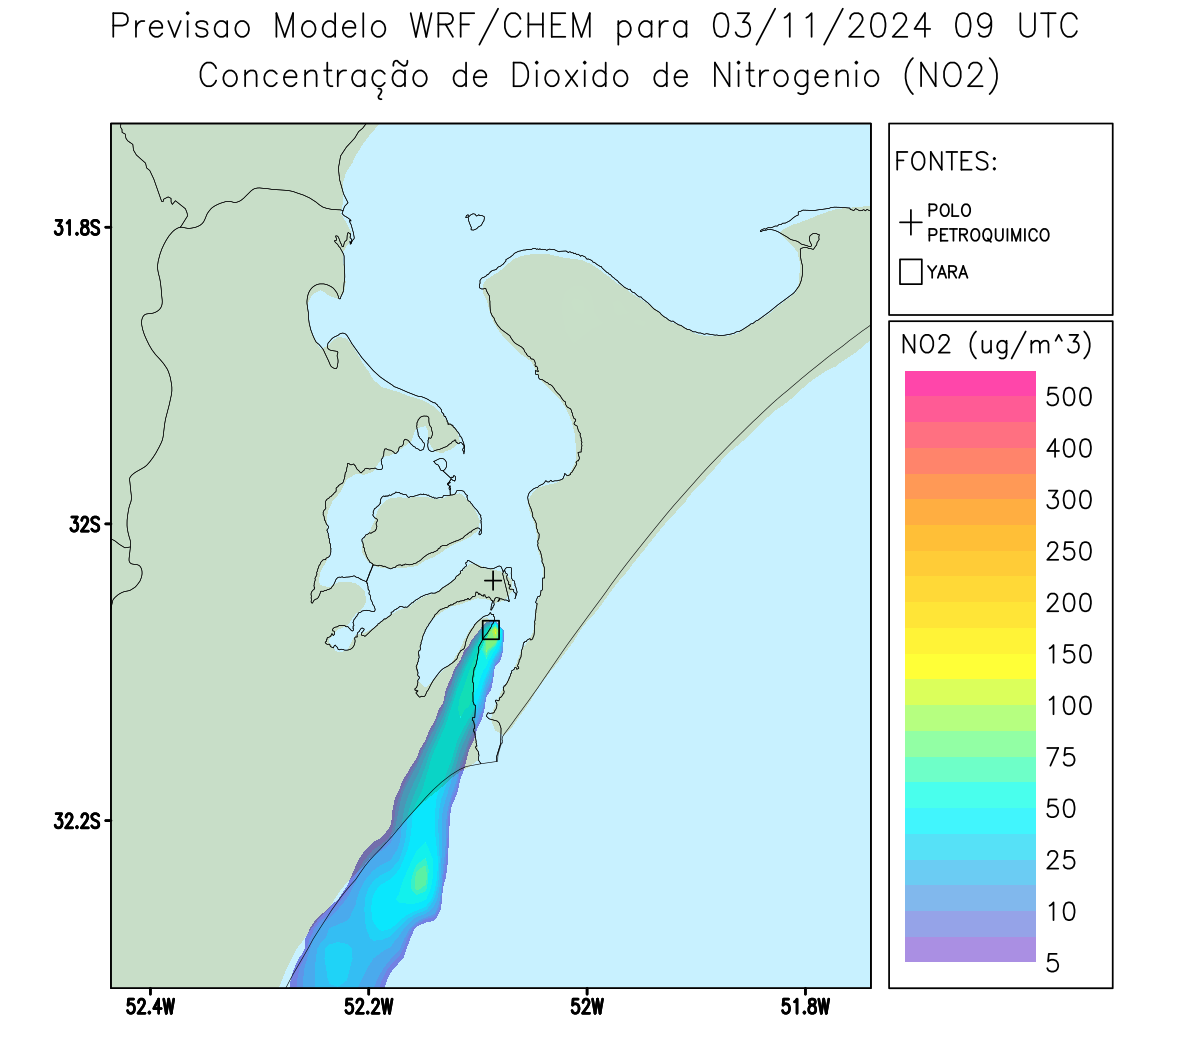 Previsao Modelo WRF/CHEM para 03/11/2024 09 UTC
Concentração de Dioxido de Nitrogenio (NO2)
FONTES:
POLO
PETROQUIMICO
YARA
NO2 (ug/m^3)
500
400
300
250
200
150
100
75
50
25
10
5
31.8S
32S
32.2S
52.4W
52.2W
52W
51.8W